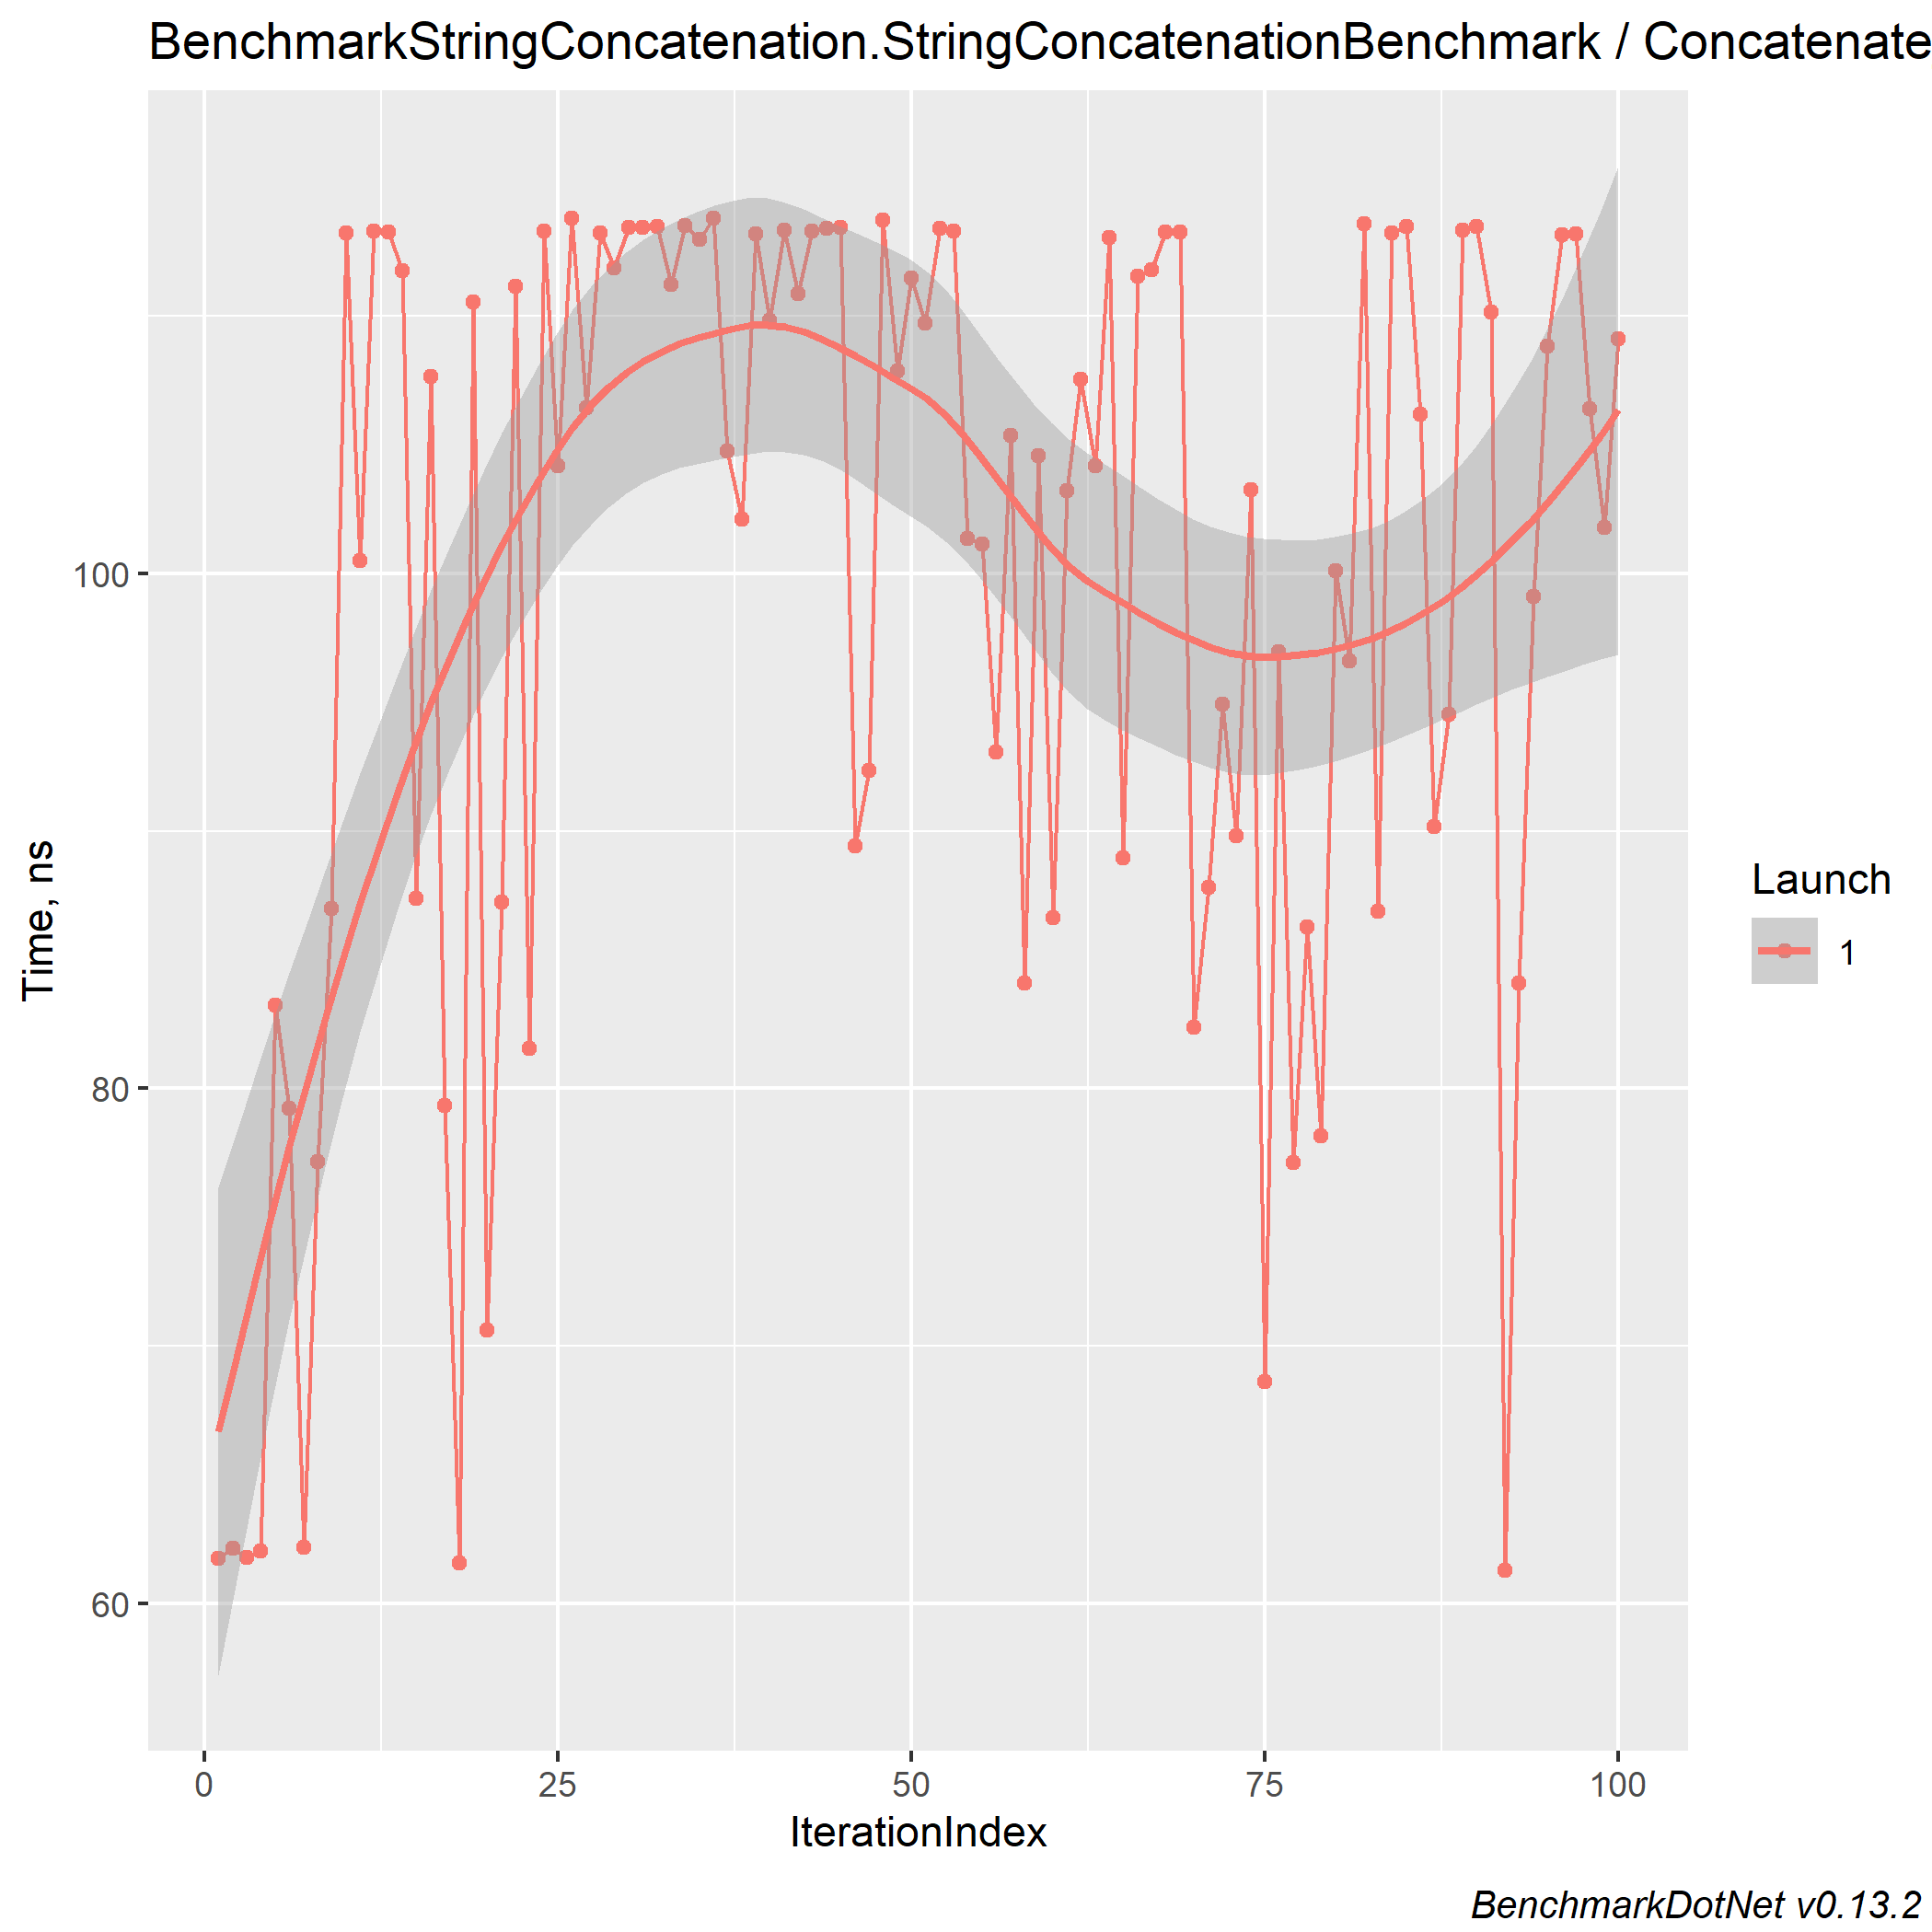 BenchmarkStringConcatenation.StringConcatenationBenchmark / Concatenate
Time, ns
100
80
60
0 25 50 75 100
IterationIndex
Launch
1
BenchmarkDotNet v0.13.2